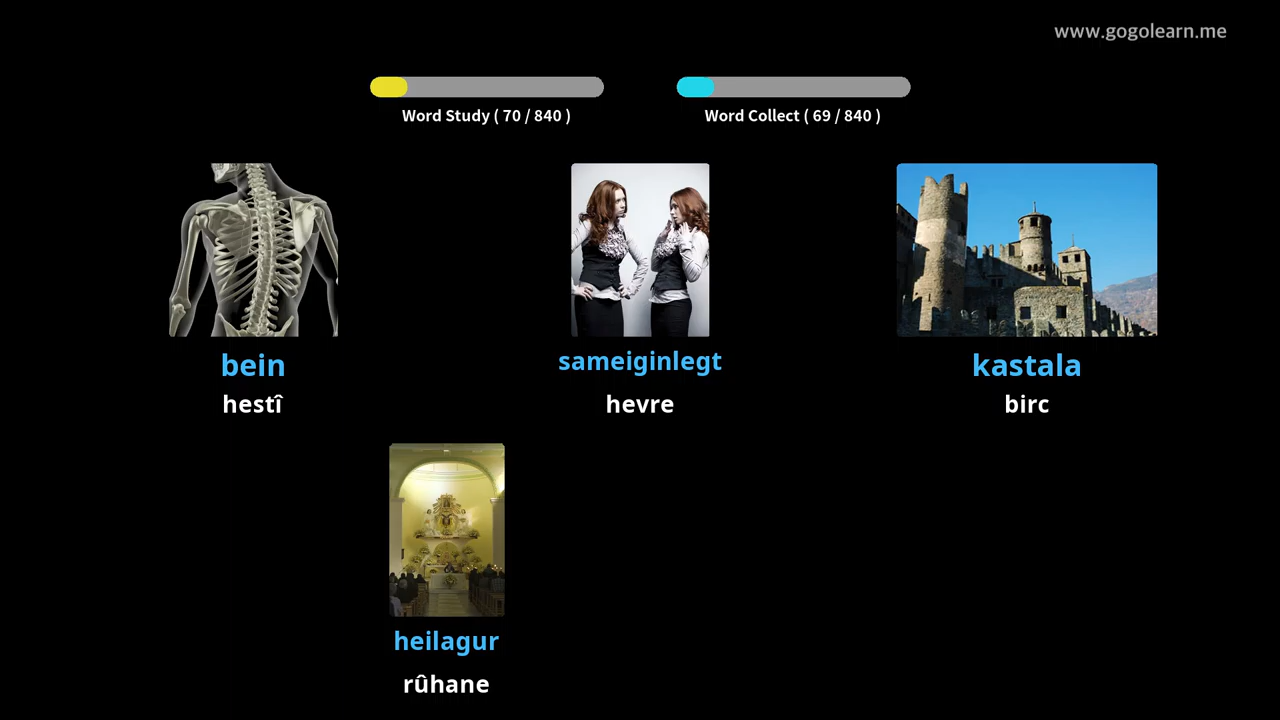 www.gogolearn.me
Word Study ( 70 / 840 )
Word Collect ( 69 / 840 )
bein
sameiginlegt
kastala
hestî
hevre
birc
heilagur
rûhane